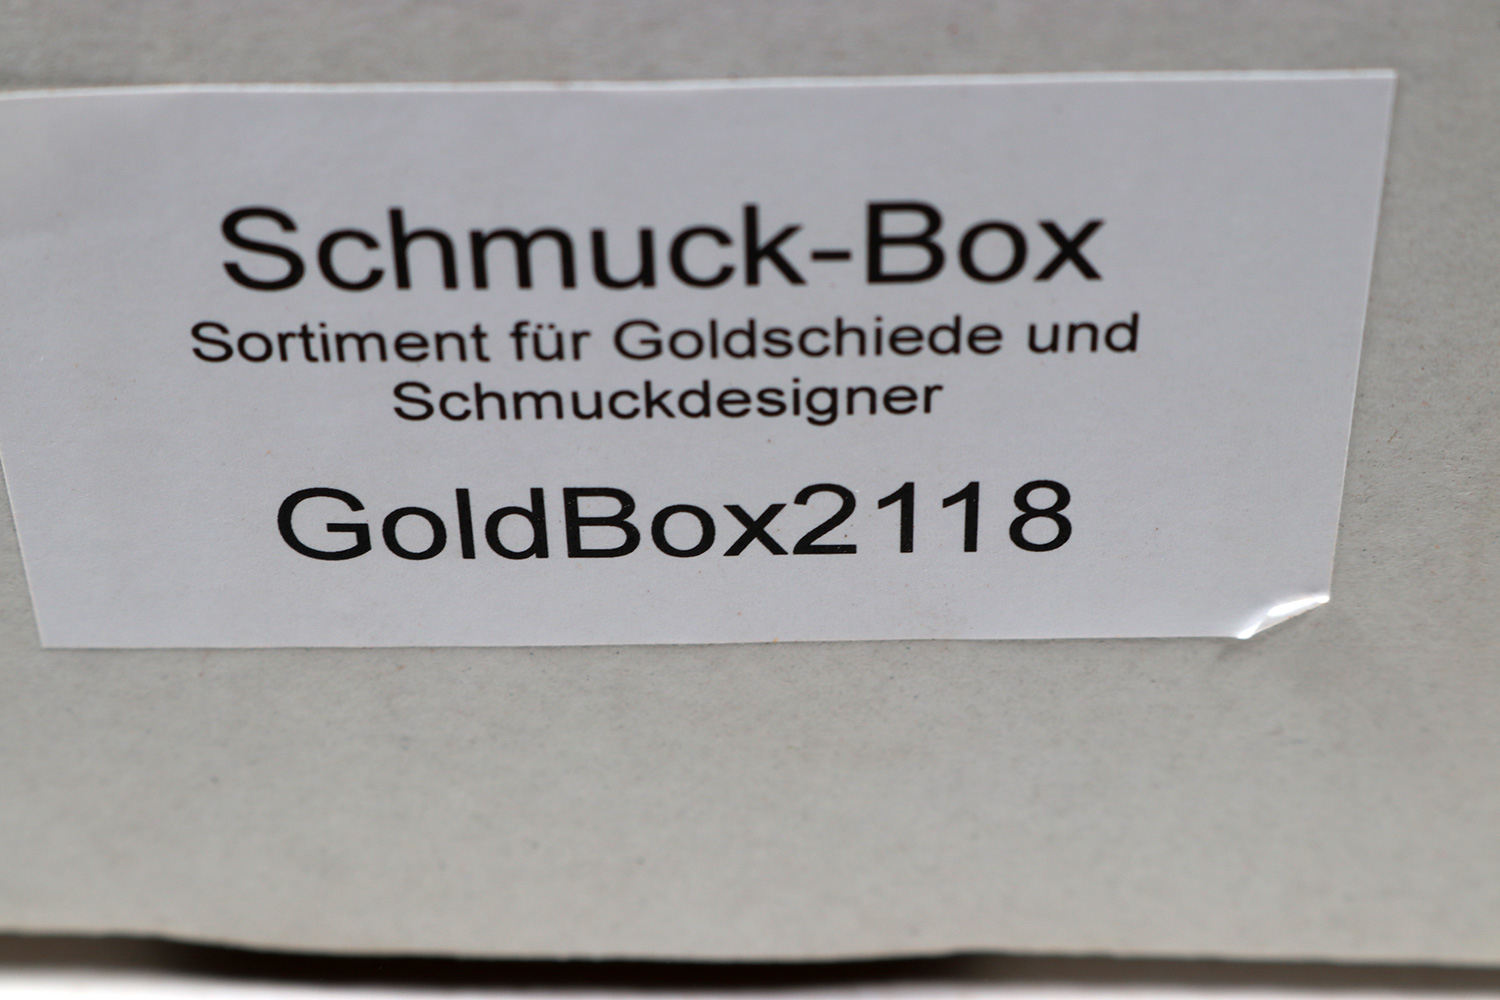 Schmuck-Box
Sortiment für Goldschiede und
Schmuckdesigner
GoldBox2118